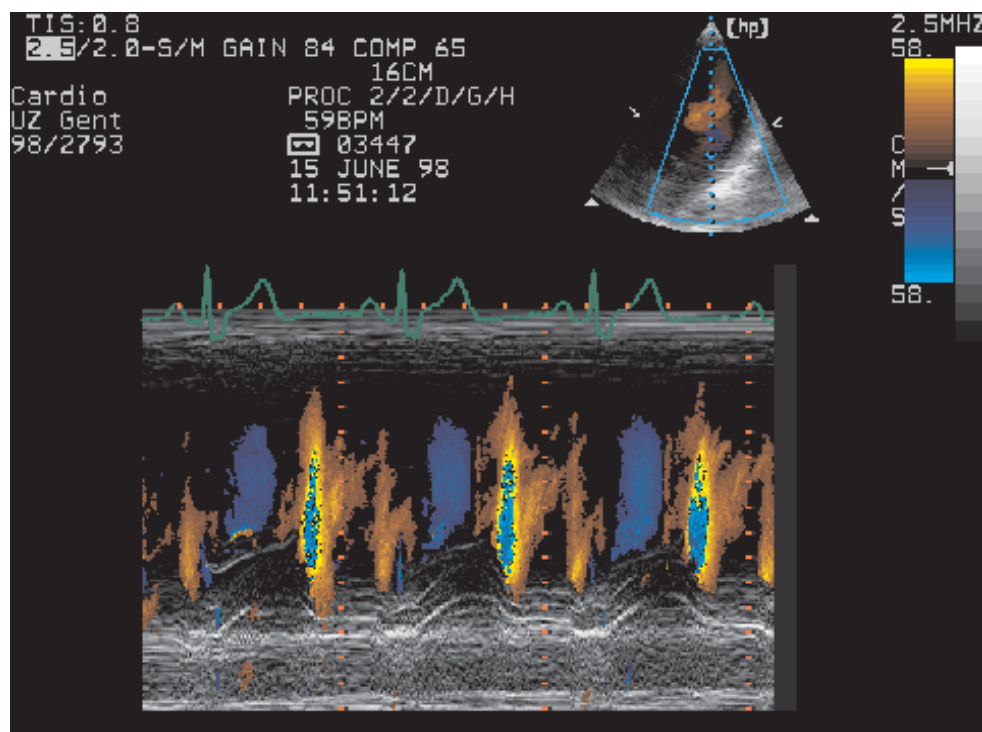 TIS:0.8
2.5/2.0-S/M GAIN 84 COMP 65
16CM
Cardio PROC 2/2/D/G/H
UZ Gent 59BPM
98/2793 03447
15 JUNE 98
11:51:12
[hp]
2.5MHZ
58.
C
M
/
S
58.